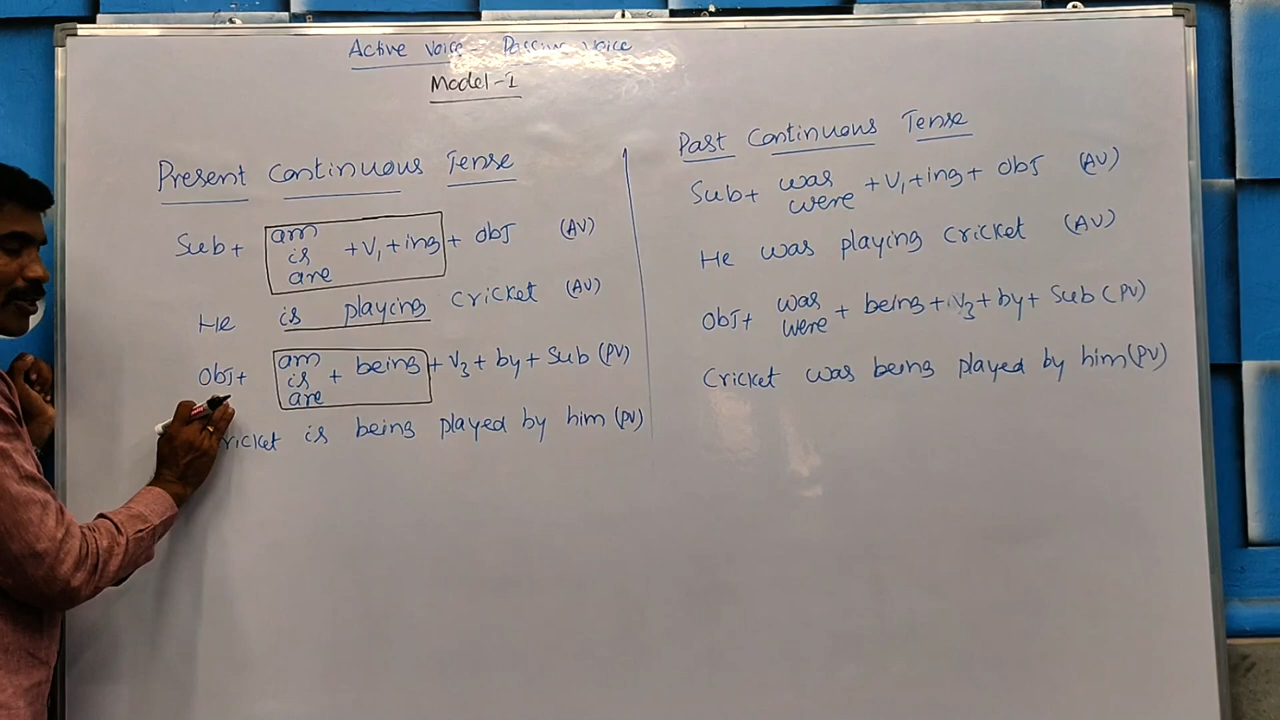 Active Voice - Passive Voice
Model-1
Present Continuous Tense
Sub+ am is are +V1+ing + obj (AV)
He is playing cricket (AV)
Obj+ am is are + being + V3 + by + Sub (PV)
Cricket is being played by him (PV)
Past Continuous Tense
Sub+ was were +V1+ing+ obj (AV)
He was playing cricket (AV)
Obj+ was were + being + V3 + by + Sub (PV)
Cricket was being played by him (PV)